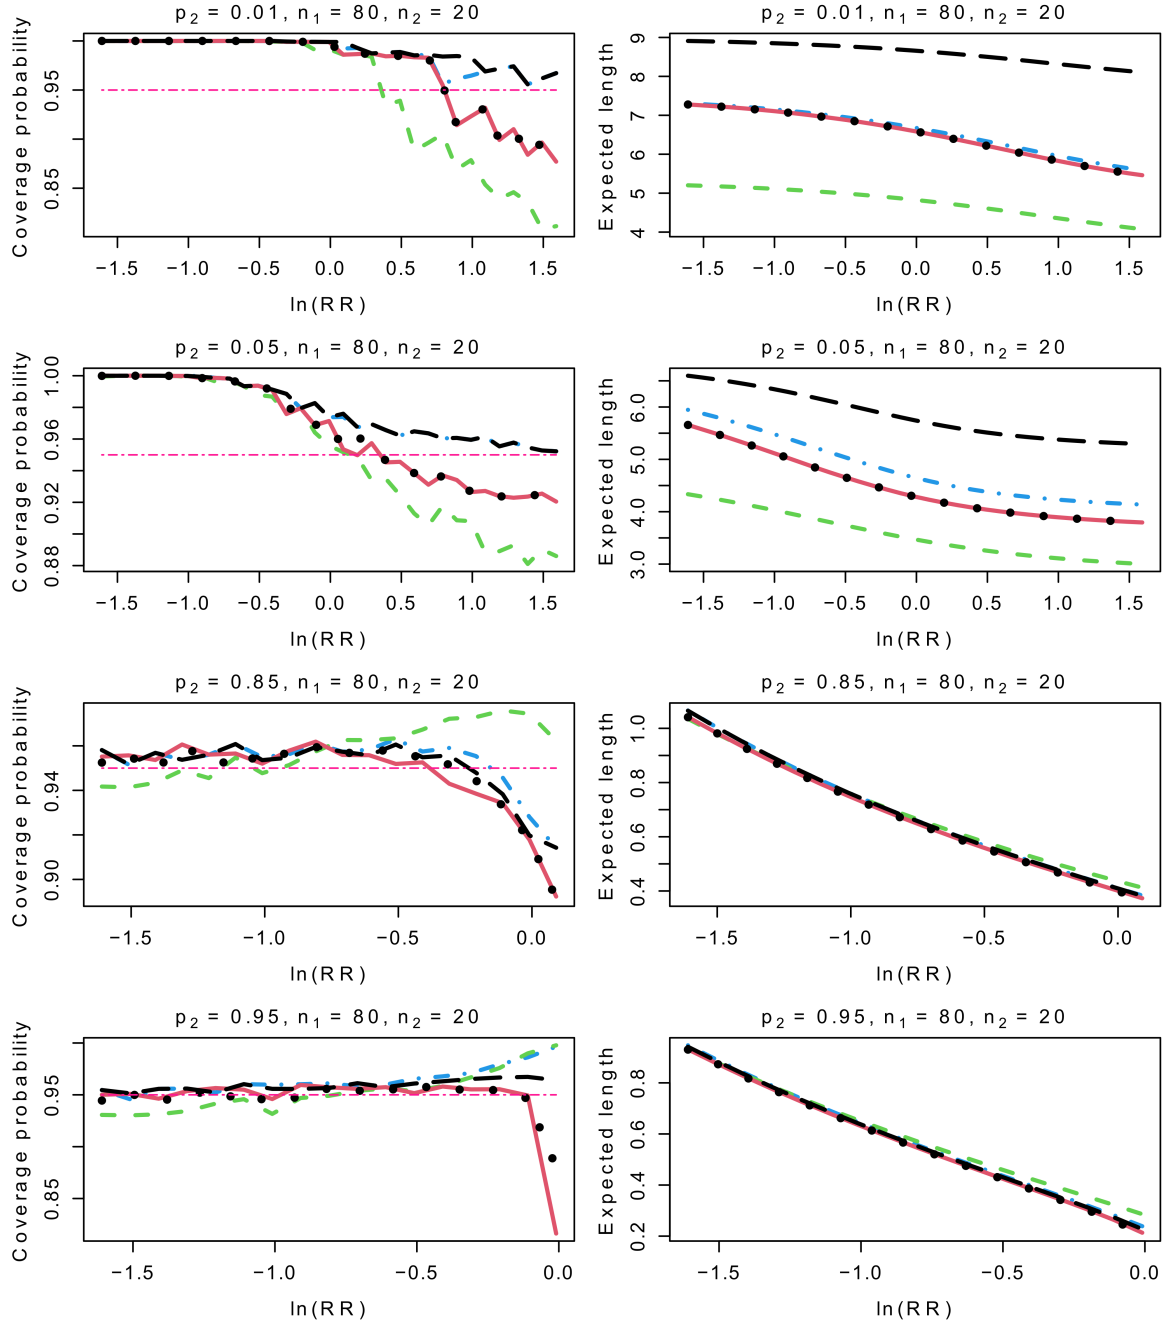 p2 = 0.01, n1 = 80, n2 = 20
Coverage probability
0.95
0.85
−1.5 −1.0 −0.5 0.0 0.5 1.0 1.5
ln(RR)
p2 = 0.01, n1 = 80, n2 = 20
Expected length
9
8
7
6
5
4
−1.5 −1.0 −0.5 0.0 0.5 1.0 1.5
ln(RR)
p2 = 0.05, n1 = 80, n2 = 20
Coverage probability
1.00
0.96
0.92
0.88
−1.5 −1.0 −0.5 0.0 0.5 1.0 1.5
ln(RR)
p2 = 0.05, n1 = 80, n2 = 20
Expected length
6.0
5.0
4.0
3.0
−1.5 −1.0 −0.5 0.0 0.5 1.0 1.5
ln(RR)
p2 = 0.85, n1 = 80, n2 = 20
Coverage probability
0.94
0.90
−1.5 −1.0 −0.5 0.0
ln(RR)
p2 = 0.85, n1 = 80, n2 = 20
Expected length
1.0
0.8
0.6
0.4
−1.5 −1.0 −0.5 0.0
ln(RR)
p2 = 0.95, n1 = 80, n2 = 20
Coverage probability
0.95
0.85
−1.5 −1.0 −0.5 0.0
ln(RR)
p2 = 0.95, n1 = 80, n2 = 20
Expected length
0.8
0.6
0.4
0.2
−1.5 −1.0 −0.5 0.0
ln(RR)